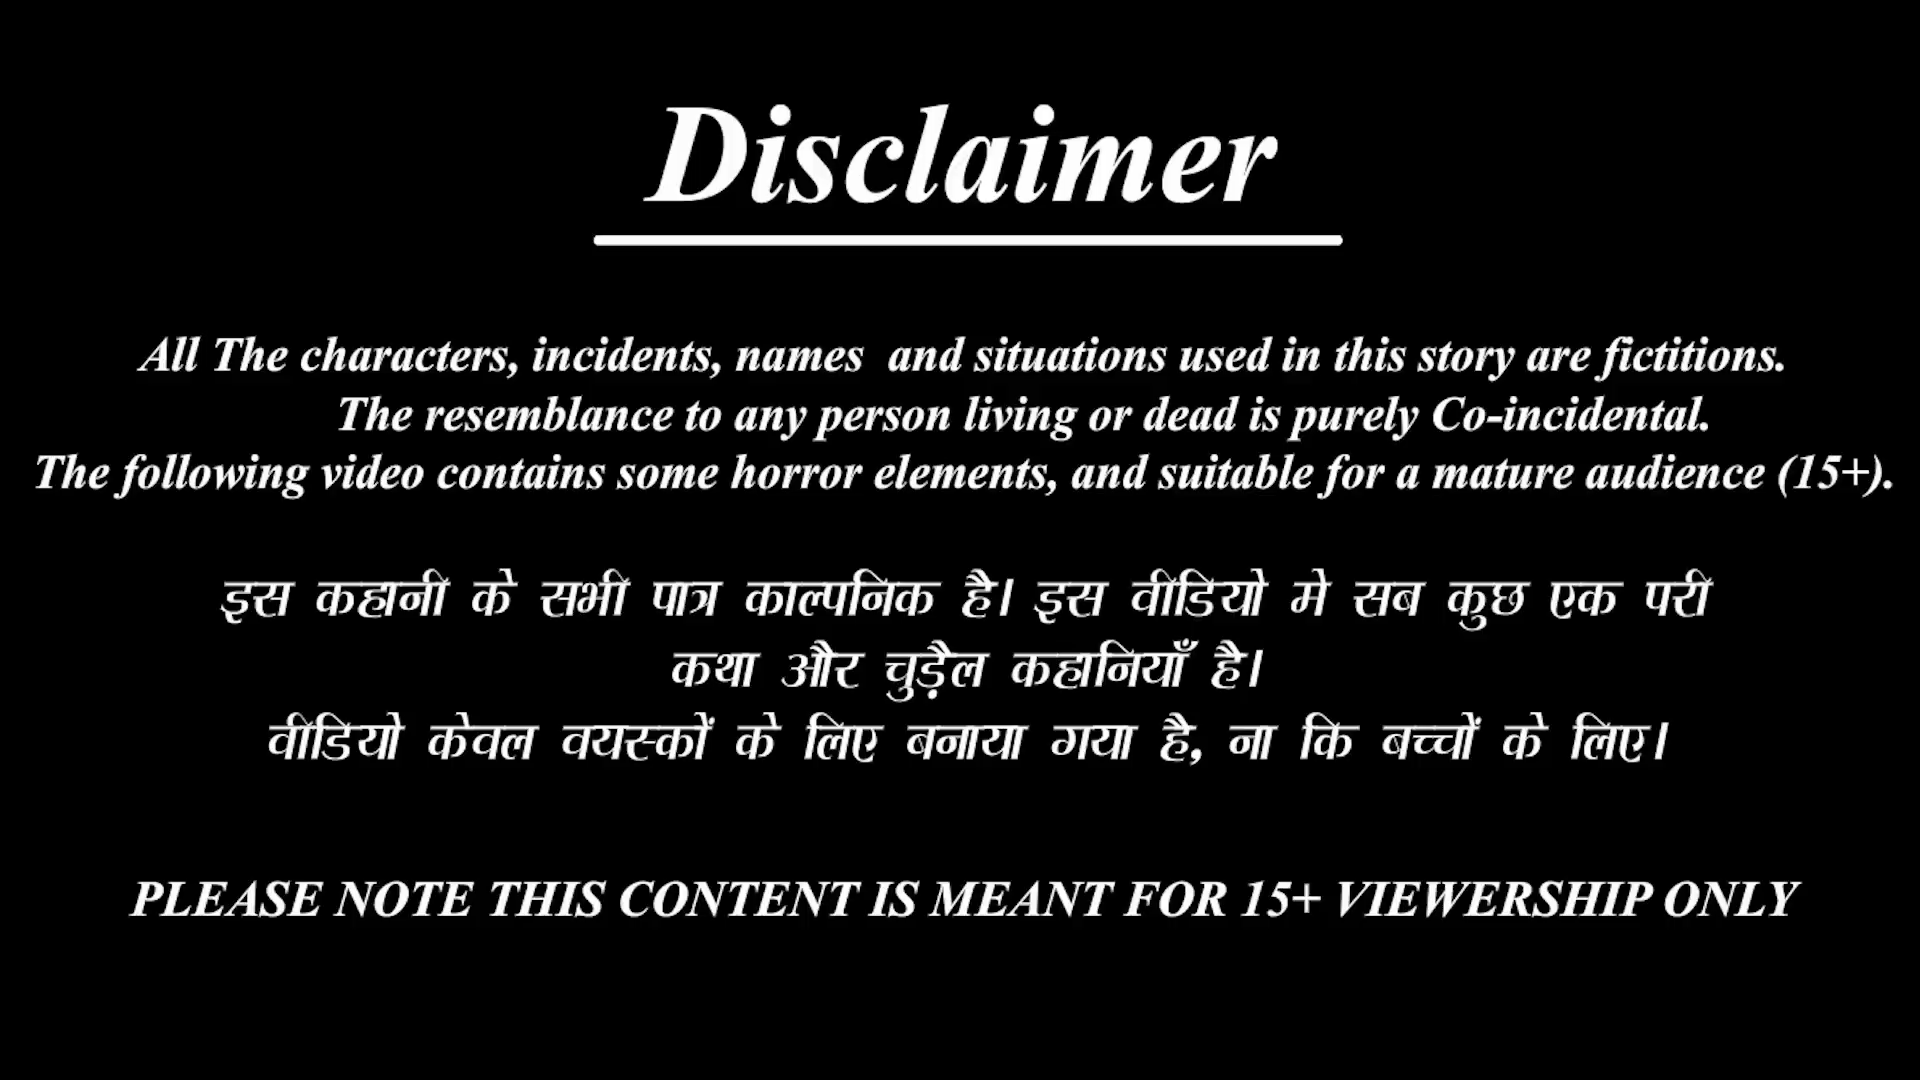 Disclaimer
All The characters, incidents, names and situations used in this story are fictitions.
The resemblance to any person living or dead is purely Co-incidental.
The following video contains some horror elements, and suitable for a mature audience (15+).
इस कहानी के सभी पात्र काल्पनिक है। इस वीडियो मे सब कुछ एक परी
कथा और चुड़ैल कहानियाँ है।
वीडियो केवल वयस्कों के लिए बनाया गया है, ना कि बच्चों के लिए।
PLEASE NOTE THIS CONTENT IS MEANT FOR 15+ VIEWERSHIP ONLY